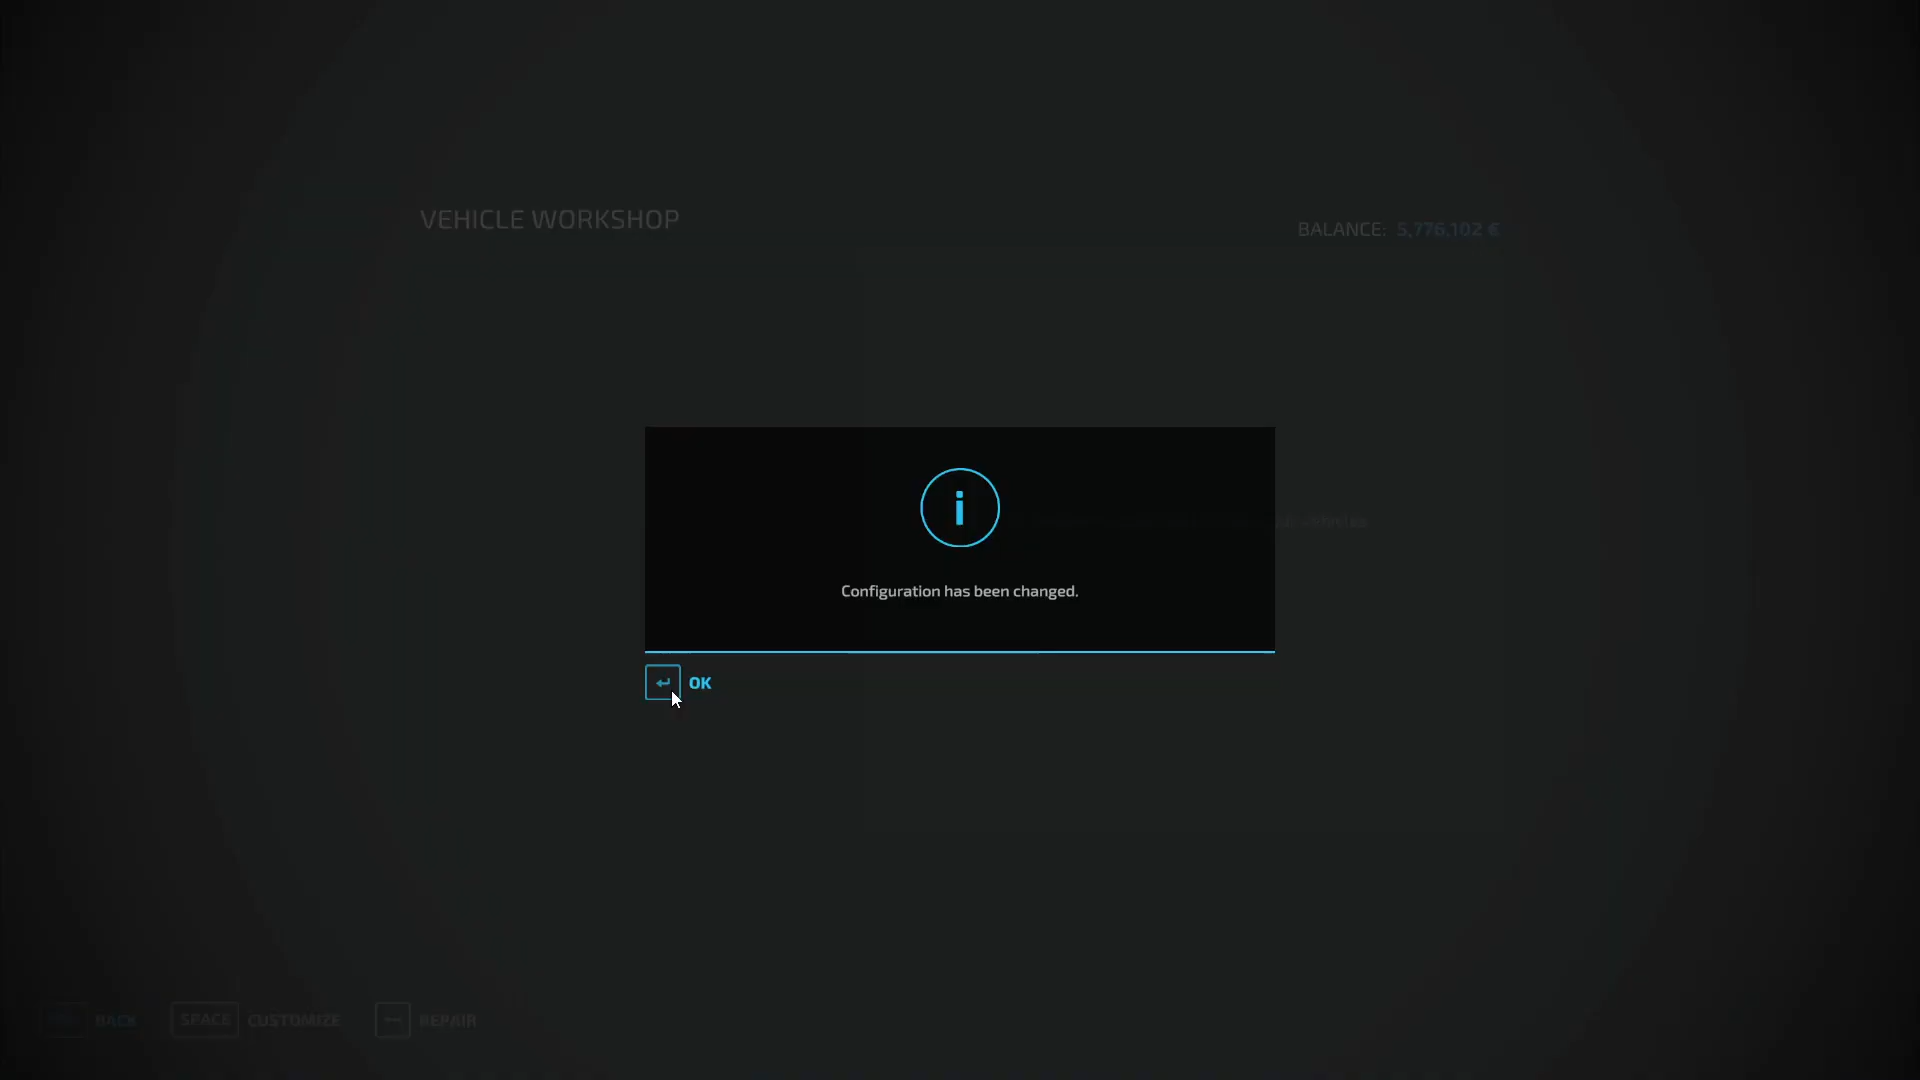 VEHICLE WORKSHOP
BALANCE: 5,776,102 €
Configuration has been changed.
OK
BACK SPACE CUSTOMIZE REPAIR